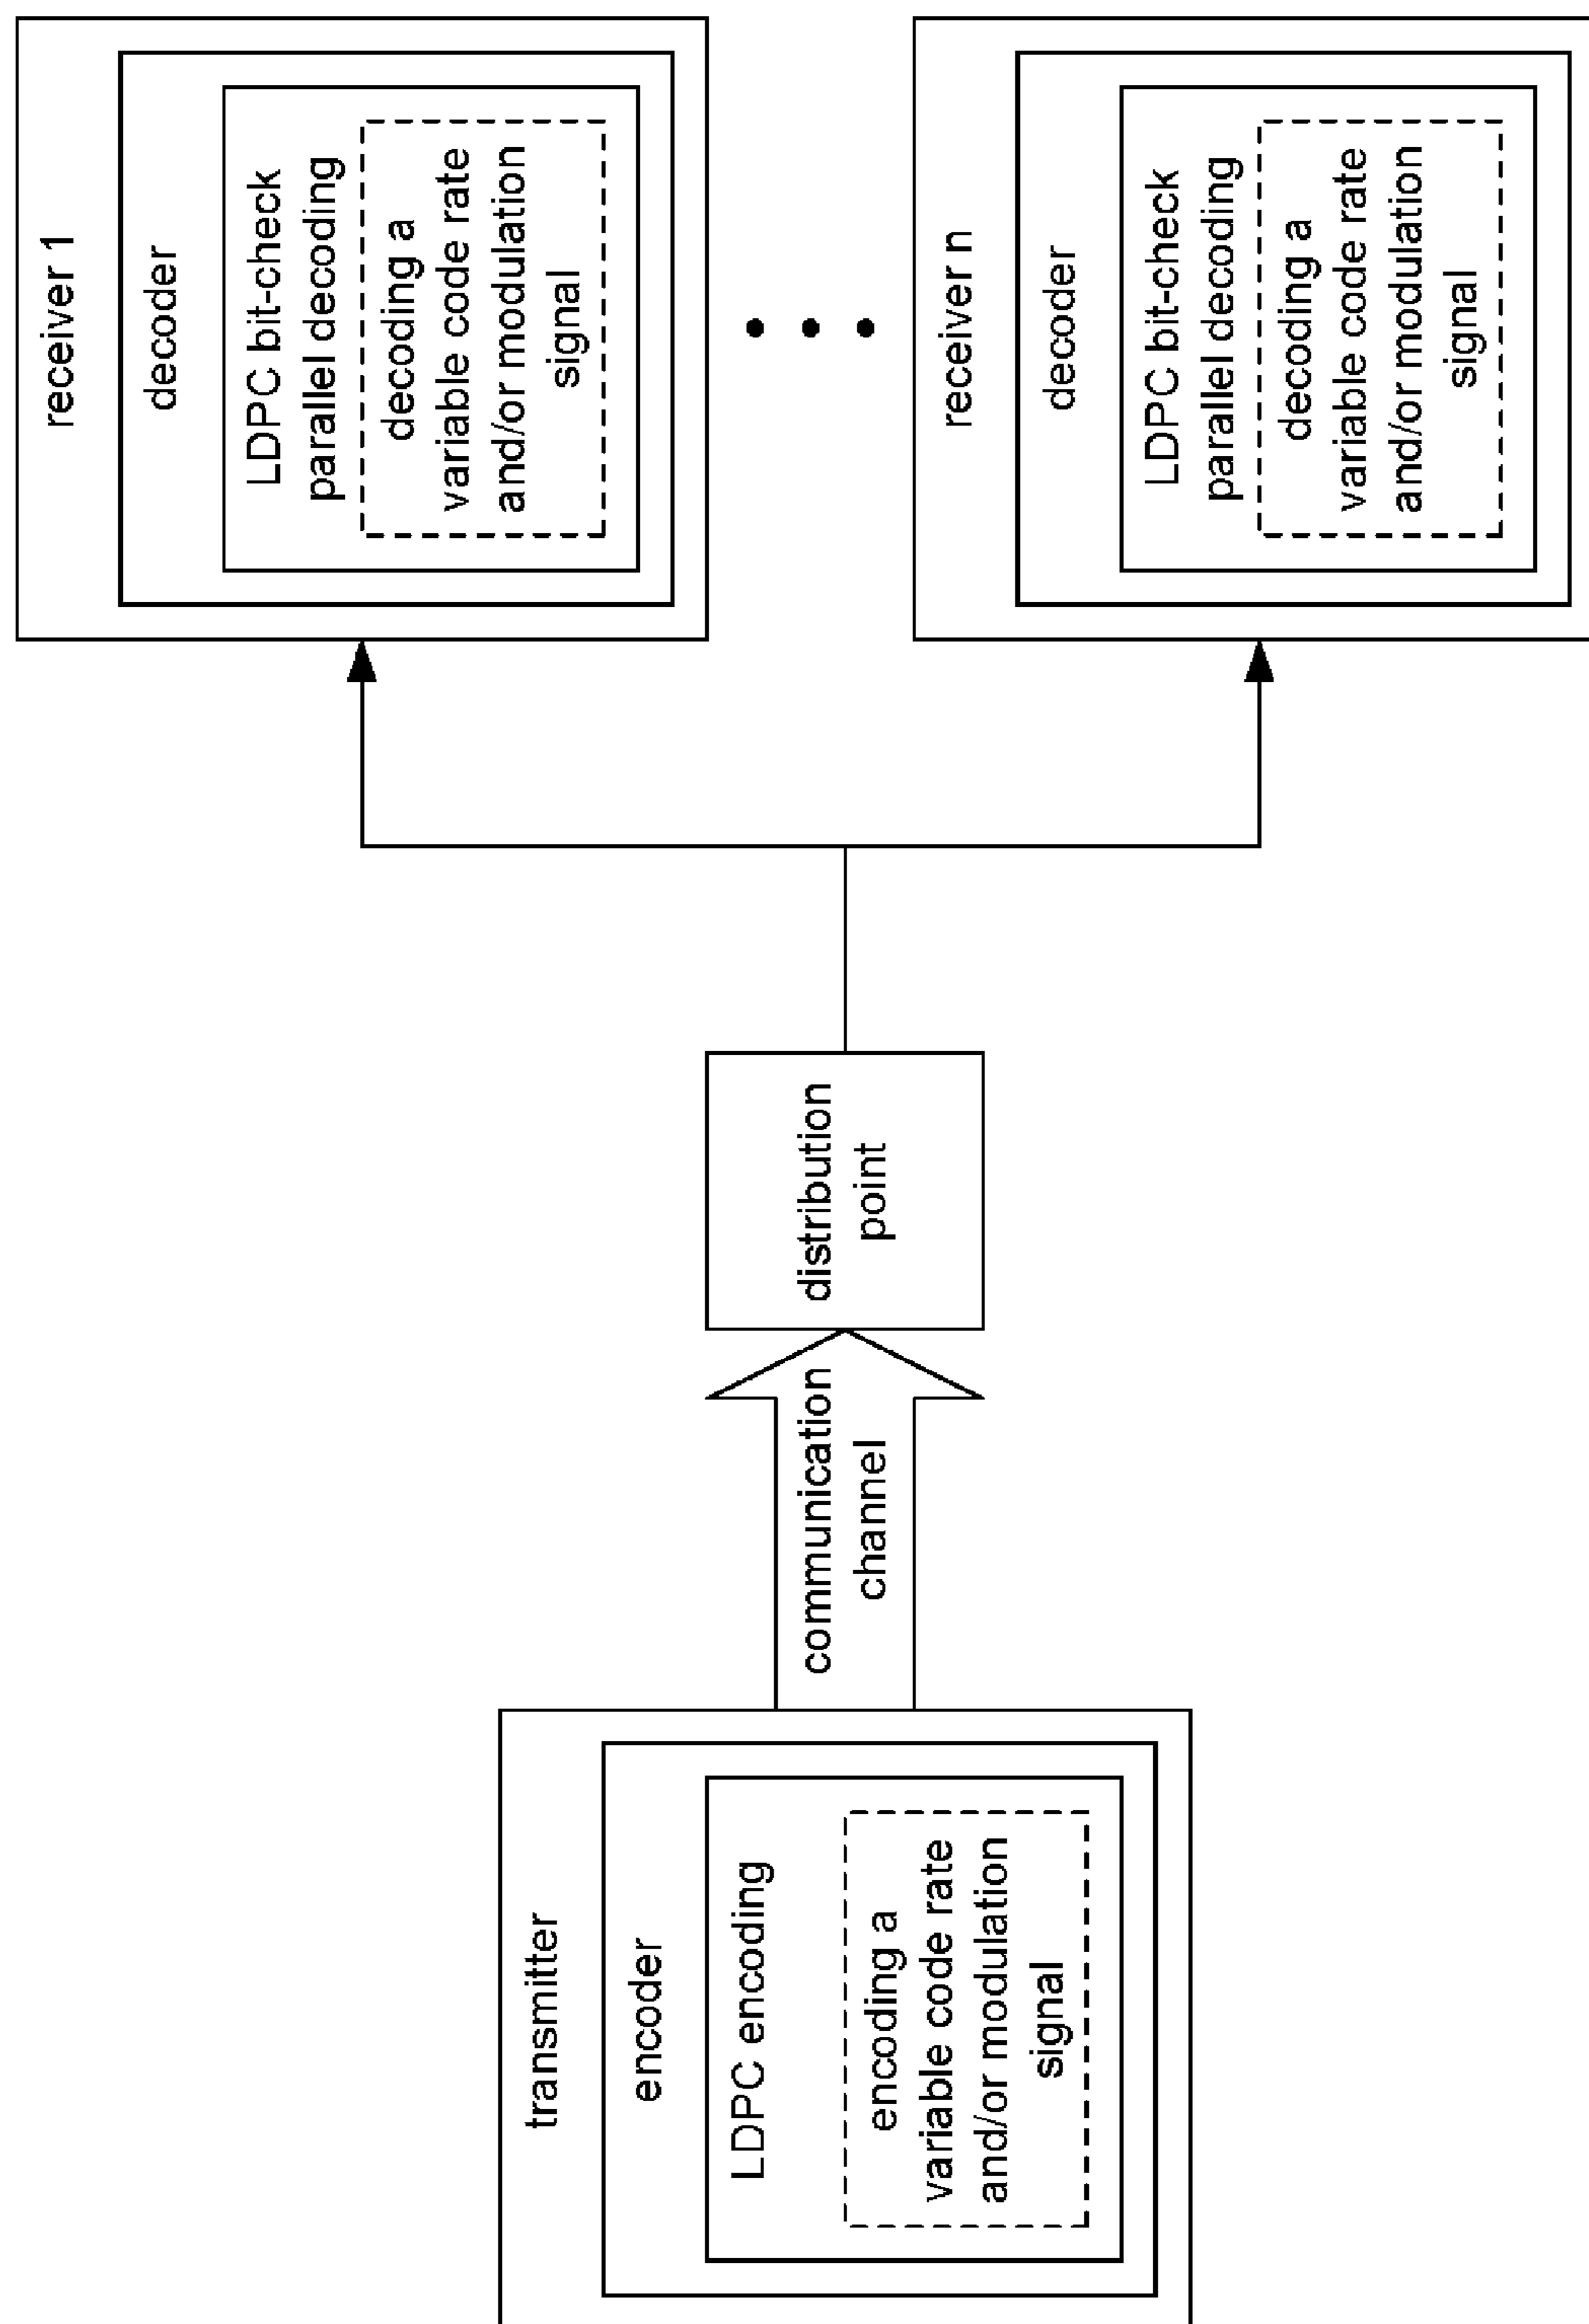 transmitter
encoder
LDPC encoding
encoding a
variable code rate
and/or modulation
signal
communication
channel
distribution
point
receiver 1
decoder
LDPC bit-check
parallel decoding
decoding a
variable code rate
and/or modulation
signal
receiver n
decoder
LDPC bit-check
parallel decoding
decoding a
variable code rate
and/or modulation
signal